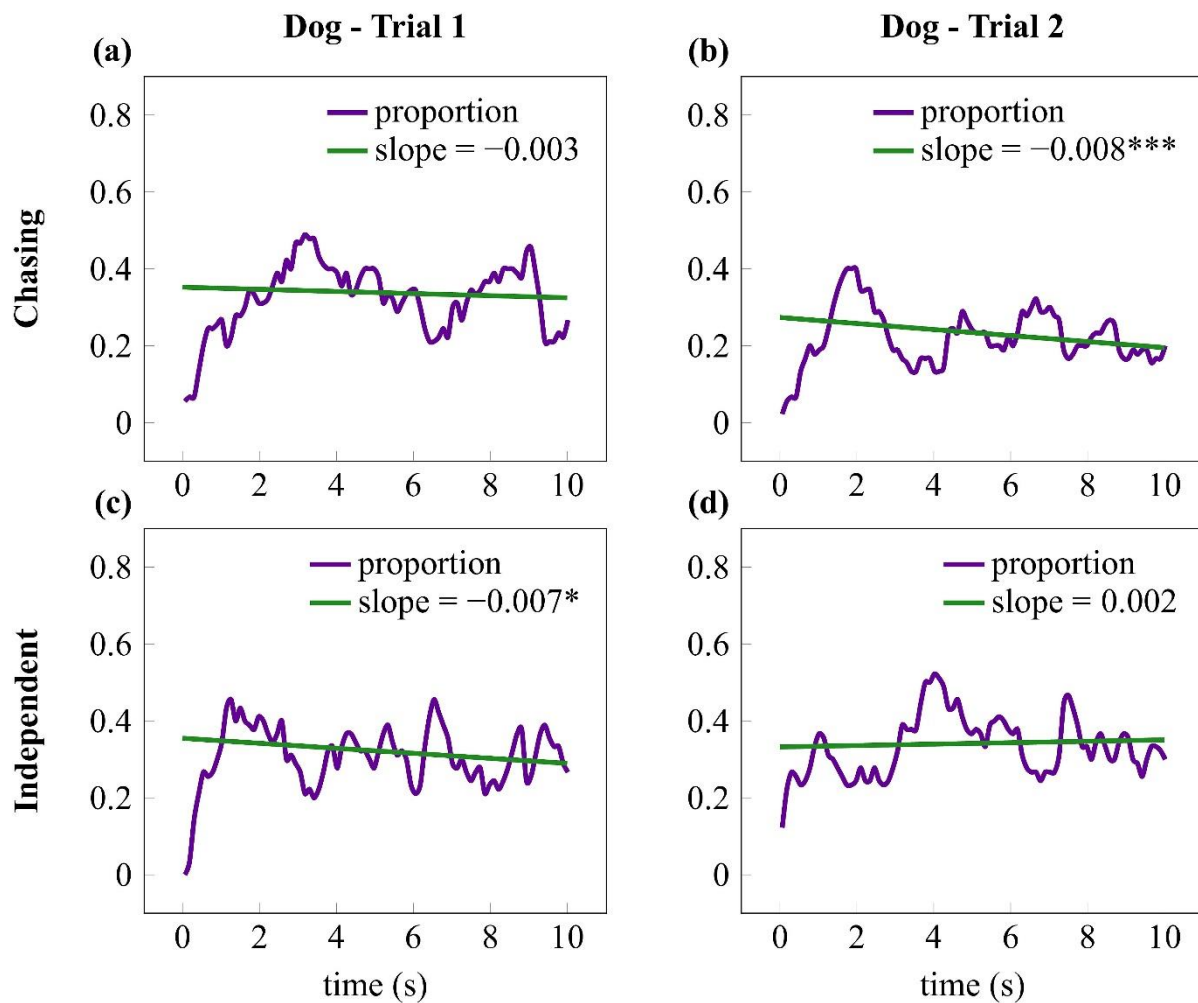 Dog - Trial 1
Dog - Trial 2
(a)
(b)
Chasing
0.8
0.6
0.4
0.2
0
proportion
slope = −0.003
0 2 4 6 8 10
0.8
0.6
0.4
0.2
0
proportion
slope = −0.008***
0 2 4 6 8 10
(c)
(d)
Independent
0.8
0.6
0.4
0.2
0
proportion
slope = −0.007*
0 2 4 6 8 10
time (s)
0.8
0.6
0.4
0.2
0
proportion
slope = 0.002
0 2 4 6 8 10
time (s)